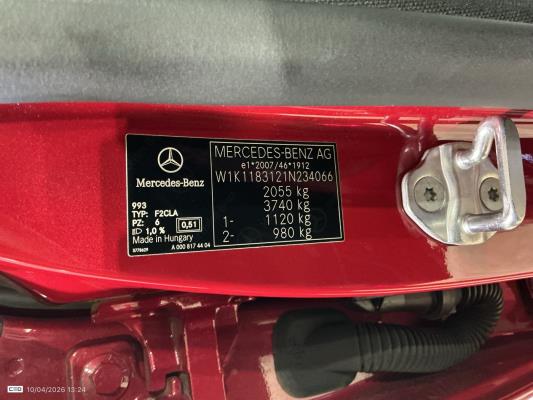 Mercedes-Benz
993
TYP: F2CLA
PZ: 6
0,51
1,0 %
Made in Hungary
A 000 817 44 04
MERCEDES-BENZ AG
e1*2007/46*1912
W1K1183121N234066
2055 kg
3740 kg
1- 1120 kg
2- 980 kg
10/04/2026 13:24